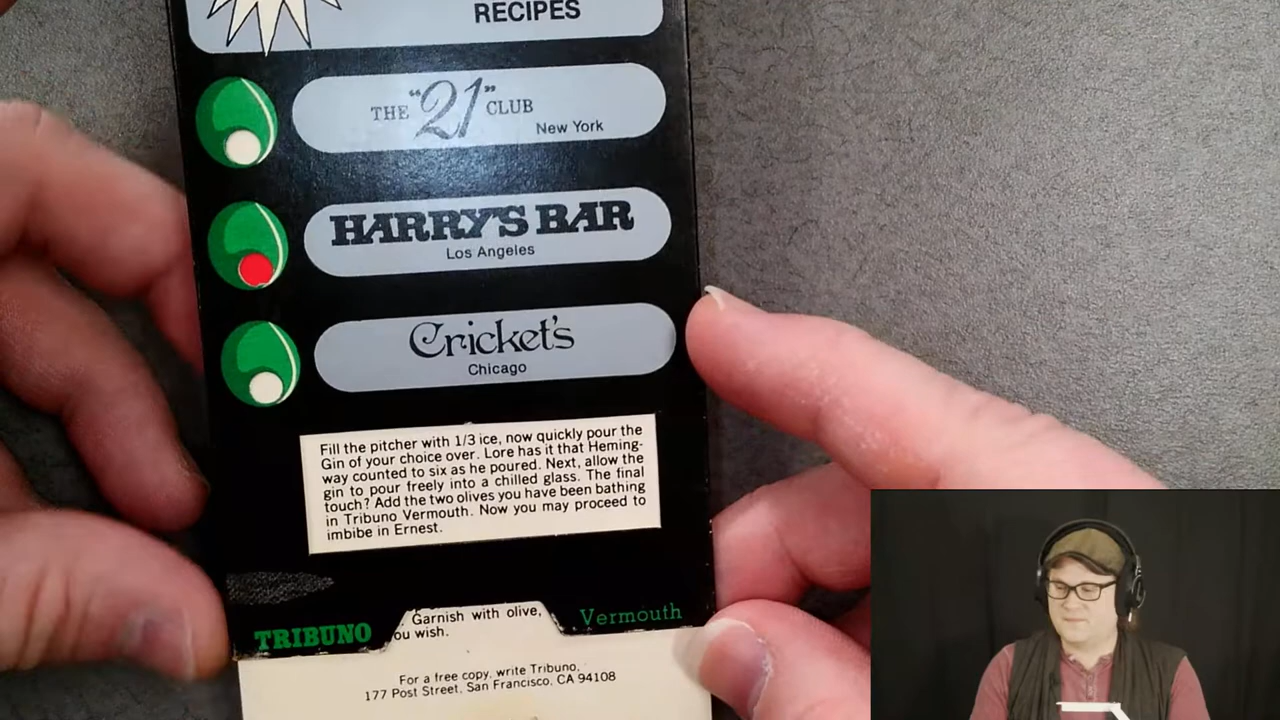 RECIPES
THE "21" CLUB
New York
HARRY'S BAR
Los Angeles
Cricket's
Chicago
Fill the pitcher with 1/3 ice, now quickly pour the
Gin of your choice over. Lore has it that Heming-
way counted to six as he poured. Next, allow the
gin to pour freely into a chilled glass. The final
touch? Add the two olives you have been bathing
in Tribuno Vermouth. Now you may proceed to
imbibe in Ernest.
Garnish with olive,
ou wish.
TRIBUNO
Vermouth
For a free copy, write Tribuno,
177 Post Street, San Francisco, CA 94108